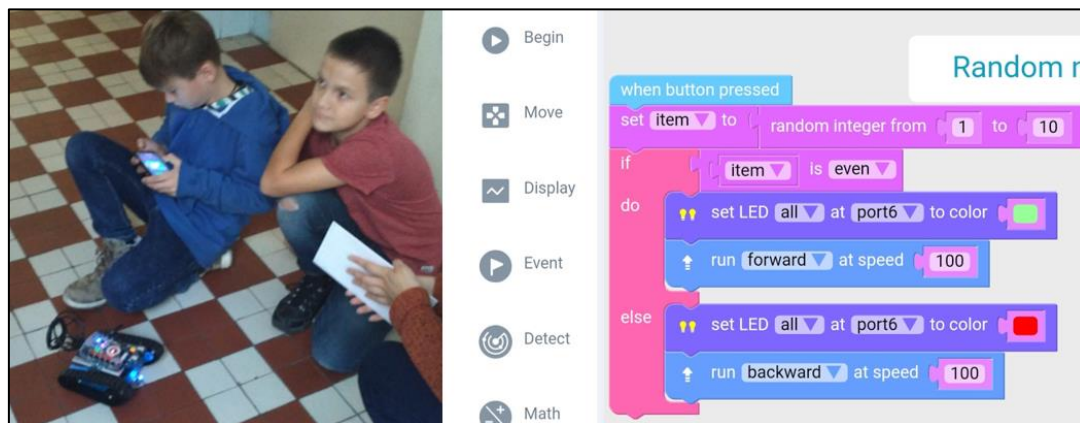 Begin
Move
Display
Event
Detect
Math
Random
when button pressed
set item to random integer from 1 to 10
if item is even
do set LED all at port6 to color
run forward at speed 100
else set LED all at port6 to color
run backward at speed 100